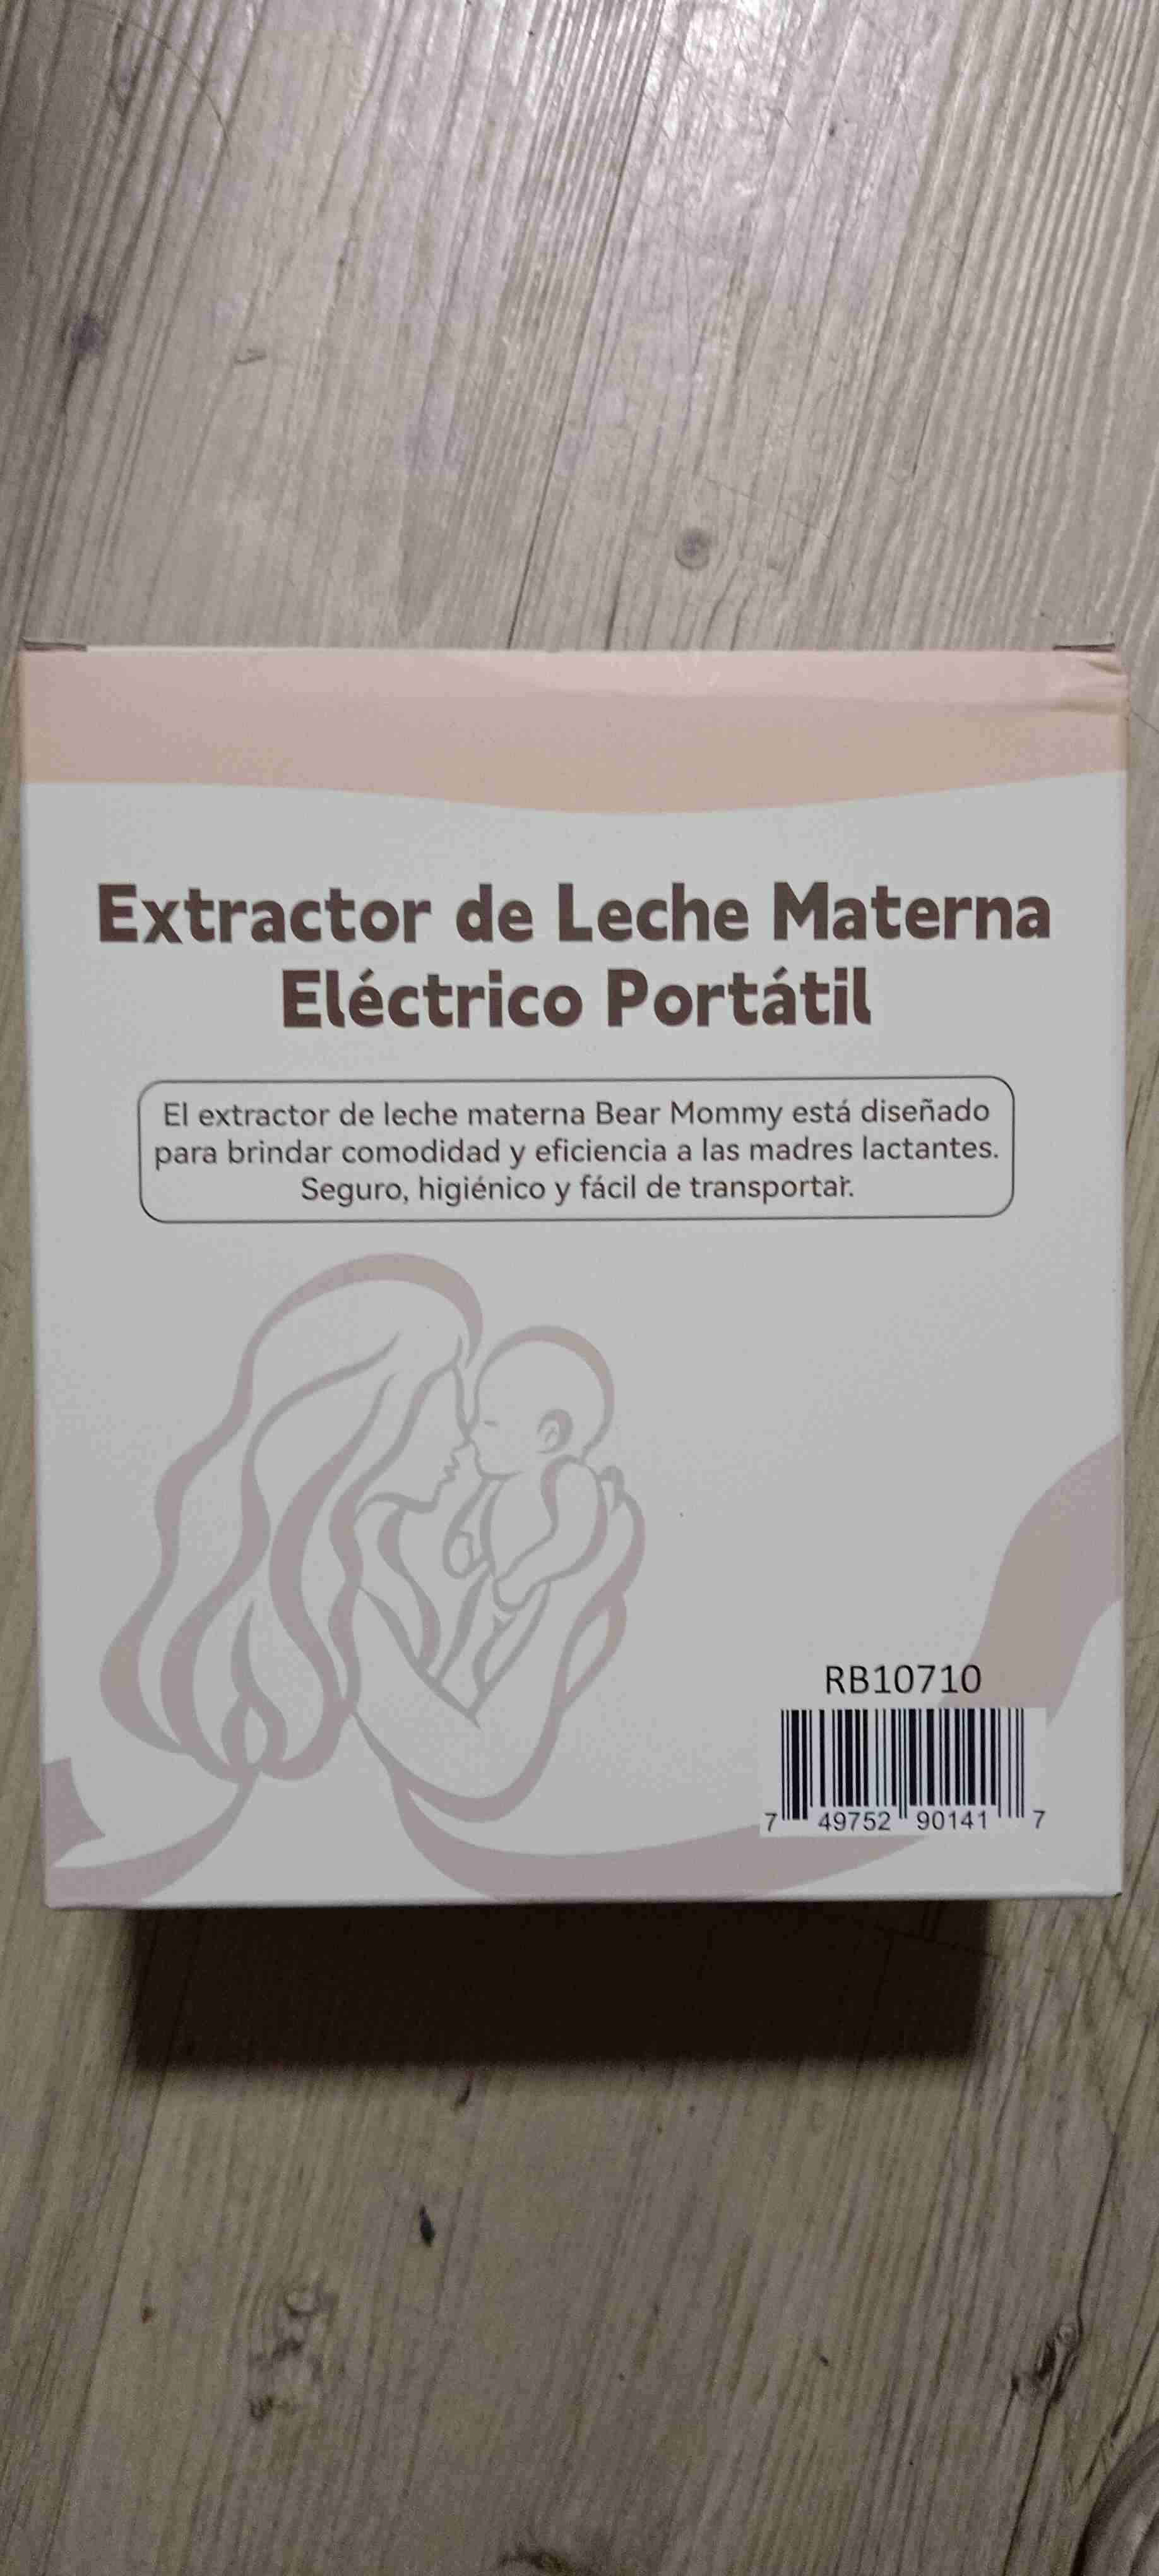 Extractor de Leche Materna
Eléctrico Portátil
El extractor de leche materna Bear Mommy está diseñado
para brindar comodidad y eficiencia a las madres lactantes.
Seguro, higiénico y fácil de transportar.
RB10710
7 49752 90141 7